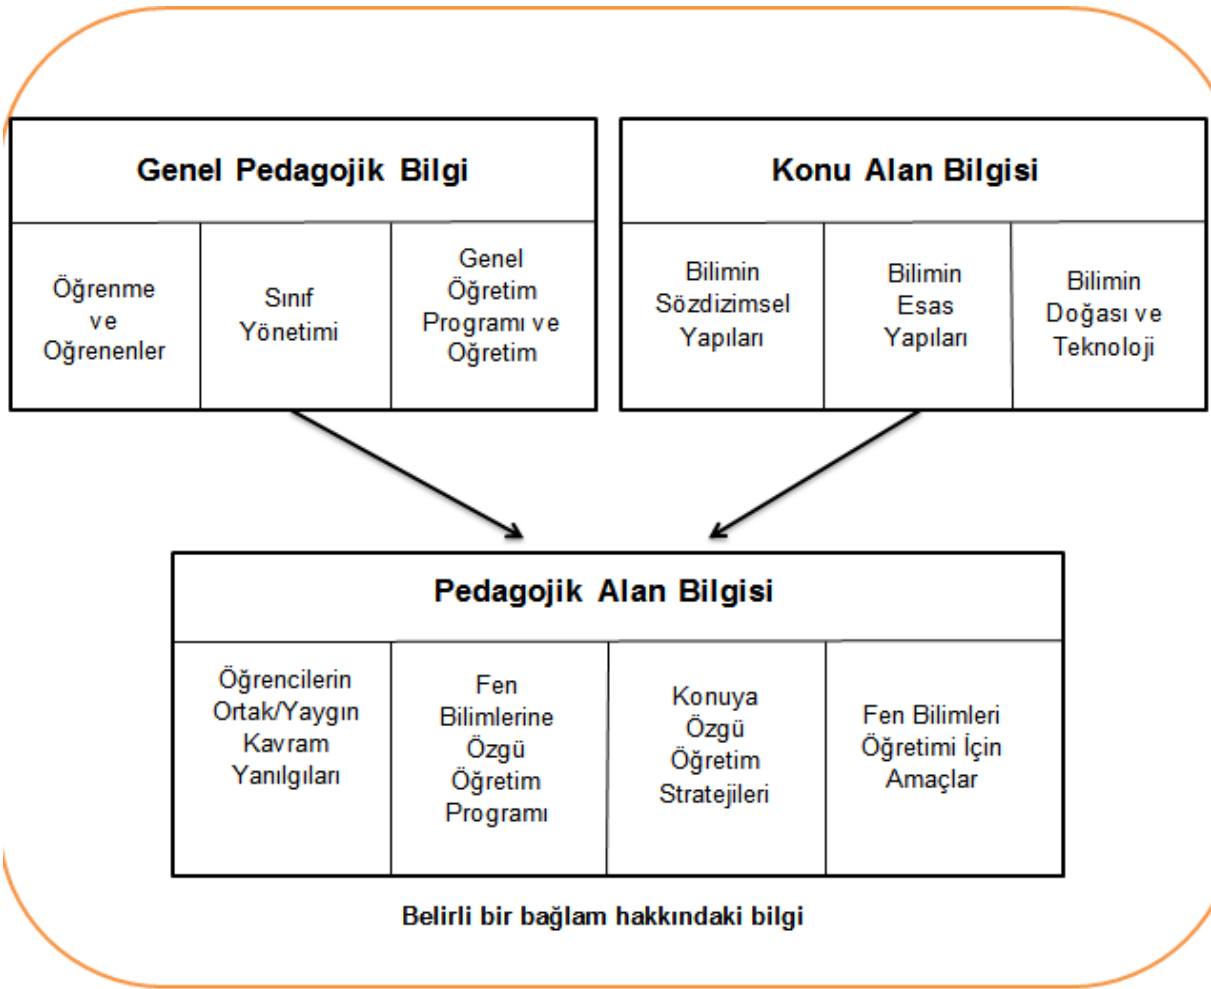 Genel Pedagojik Bilgi
Öğrenme
ve
Oğrenenler
Sınıf
Yönetimi
Genel
Öğretim
Programı ve
Oğretim
Konu Alan Bilgisi
Bilimin
Sözdizimsel
Yapıları
Bilimin
Esas
Yapıları
Bilimin
Doğası ve
Teknoloji
Pedagojik Alan Bilgisi
Öğrencilerin
Ortak/Yaygın
Kavram
Yanılgıları
Fen
Bilimlerine
Özgü
Öğretim
Programı
Konuya
Özgü
Öğretim
Stratejileri
Fen Bilimleri
Öğretimi İçin
Amaçlar
Belirli bir bağlam hakkındaki bilgi